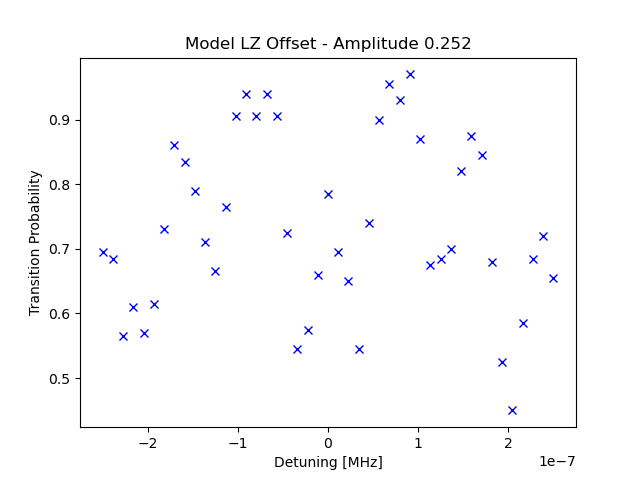 Model LZ Offset - Amplitude 0.252
Transition Probability
0.9
0.8
0.7
0.6
0.5
−2
−1
0
1
2
1e−7
Detuning [MHz]